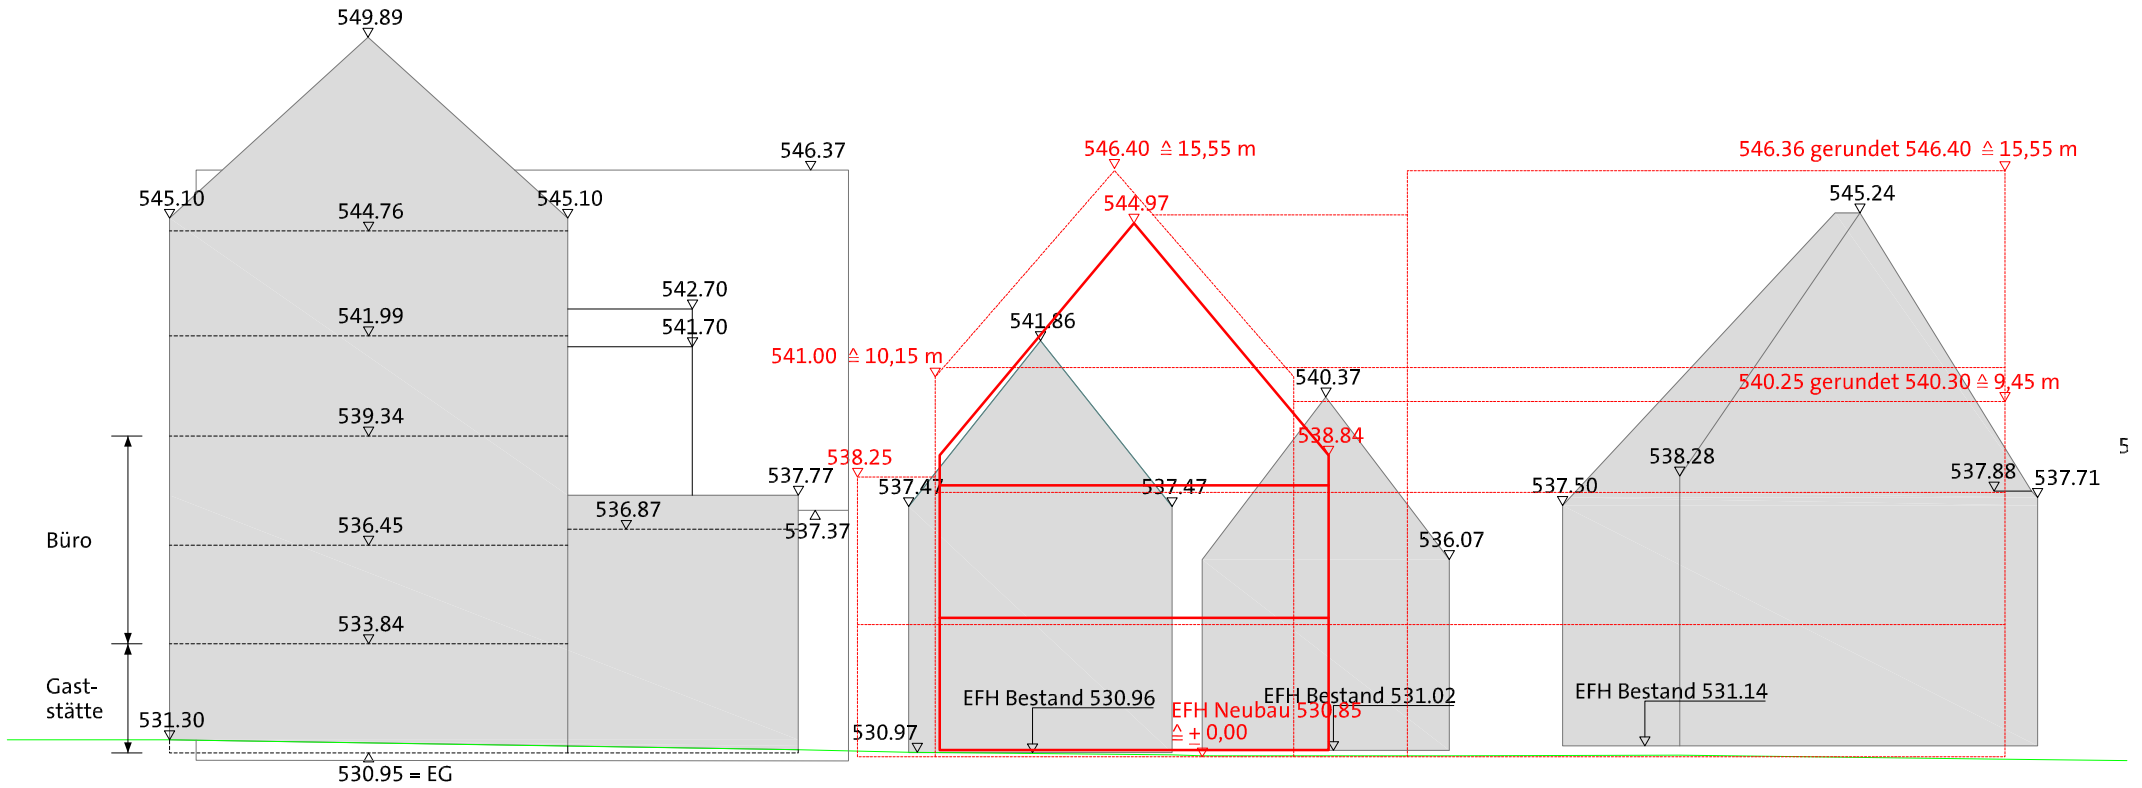 549.89
546.37
545.10
544.76
545.10
542.70
541.99
541.70
539.34
537.77
536.87
537.37
536.45
Büro
533.84
Gast-
stätte
531.30
530.95 = EG
546.40 ≙ 15,55 m
546.36 gerundet 546.40 ≙ 15,55 m
544.97
545.24
541.86
541.00 ≙ 10,15 m
540.37
540.25 gerundet 540.30 ≙ 9,45 m
538.84
538.25
538.28
537.47
537.47
537.50
537.88
537.71
536.07
EFH Bestand 530.96
EFH Bestand 531.02
EFH Bestand 531.14
EFH Neubau 530.85
≙ ± 0,00
530.97